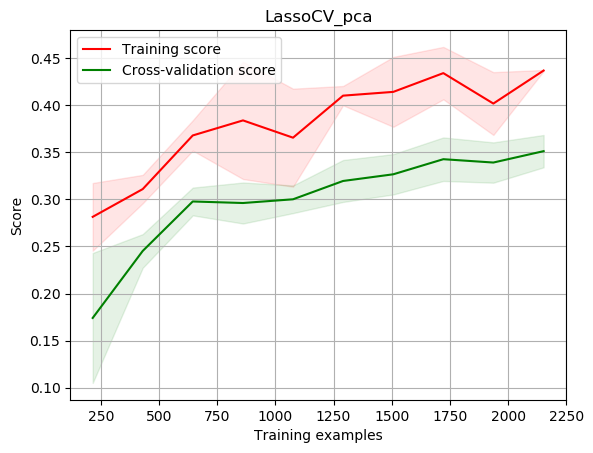 LassoCV_pca
Training score
Cross-validation score
0.45
0.40
0.35
0.30
0.25
0.20
0.15
0.10
Score
250 500 750 1000 1250 1500 1750 2000 2250
Training examples